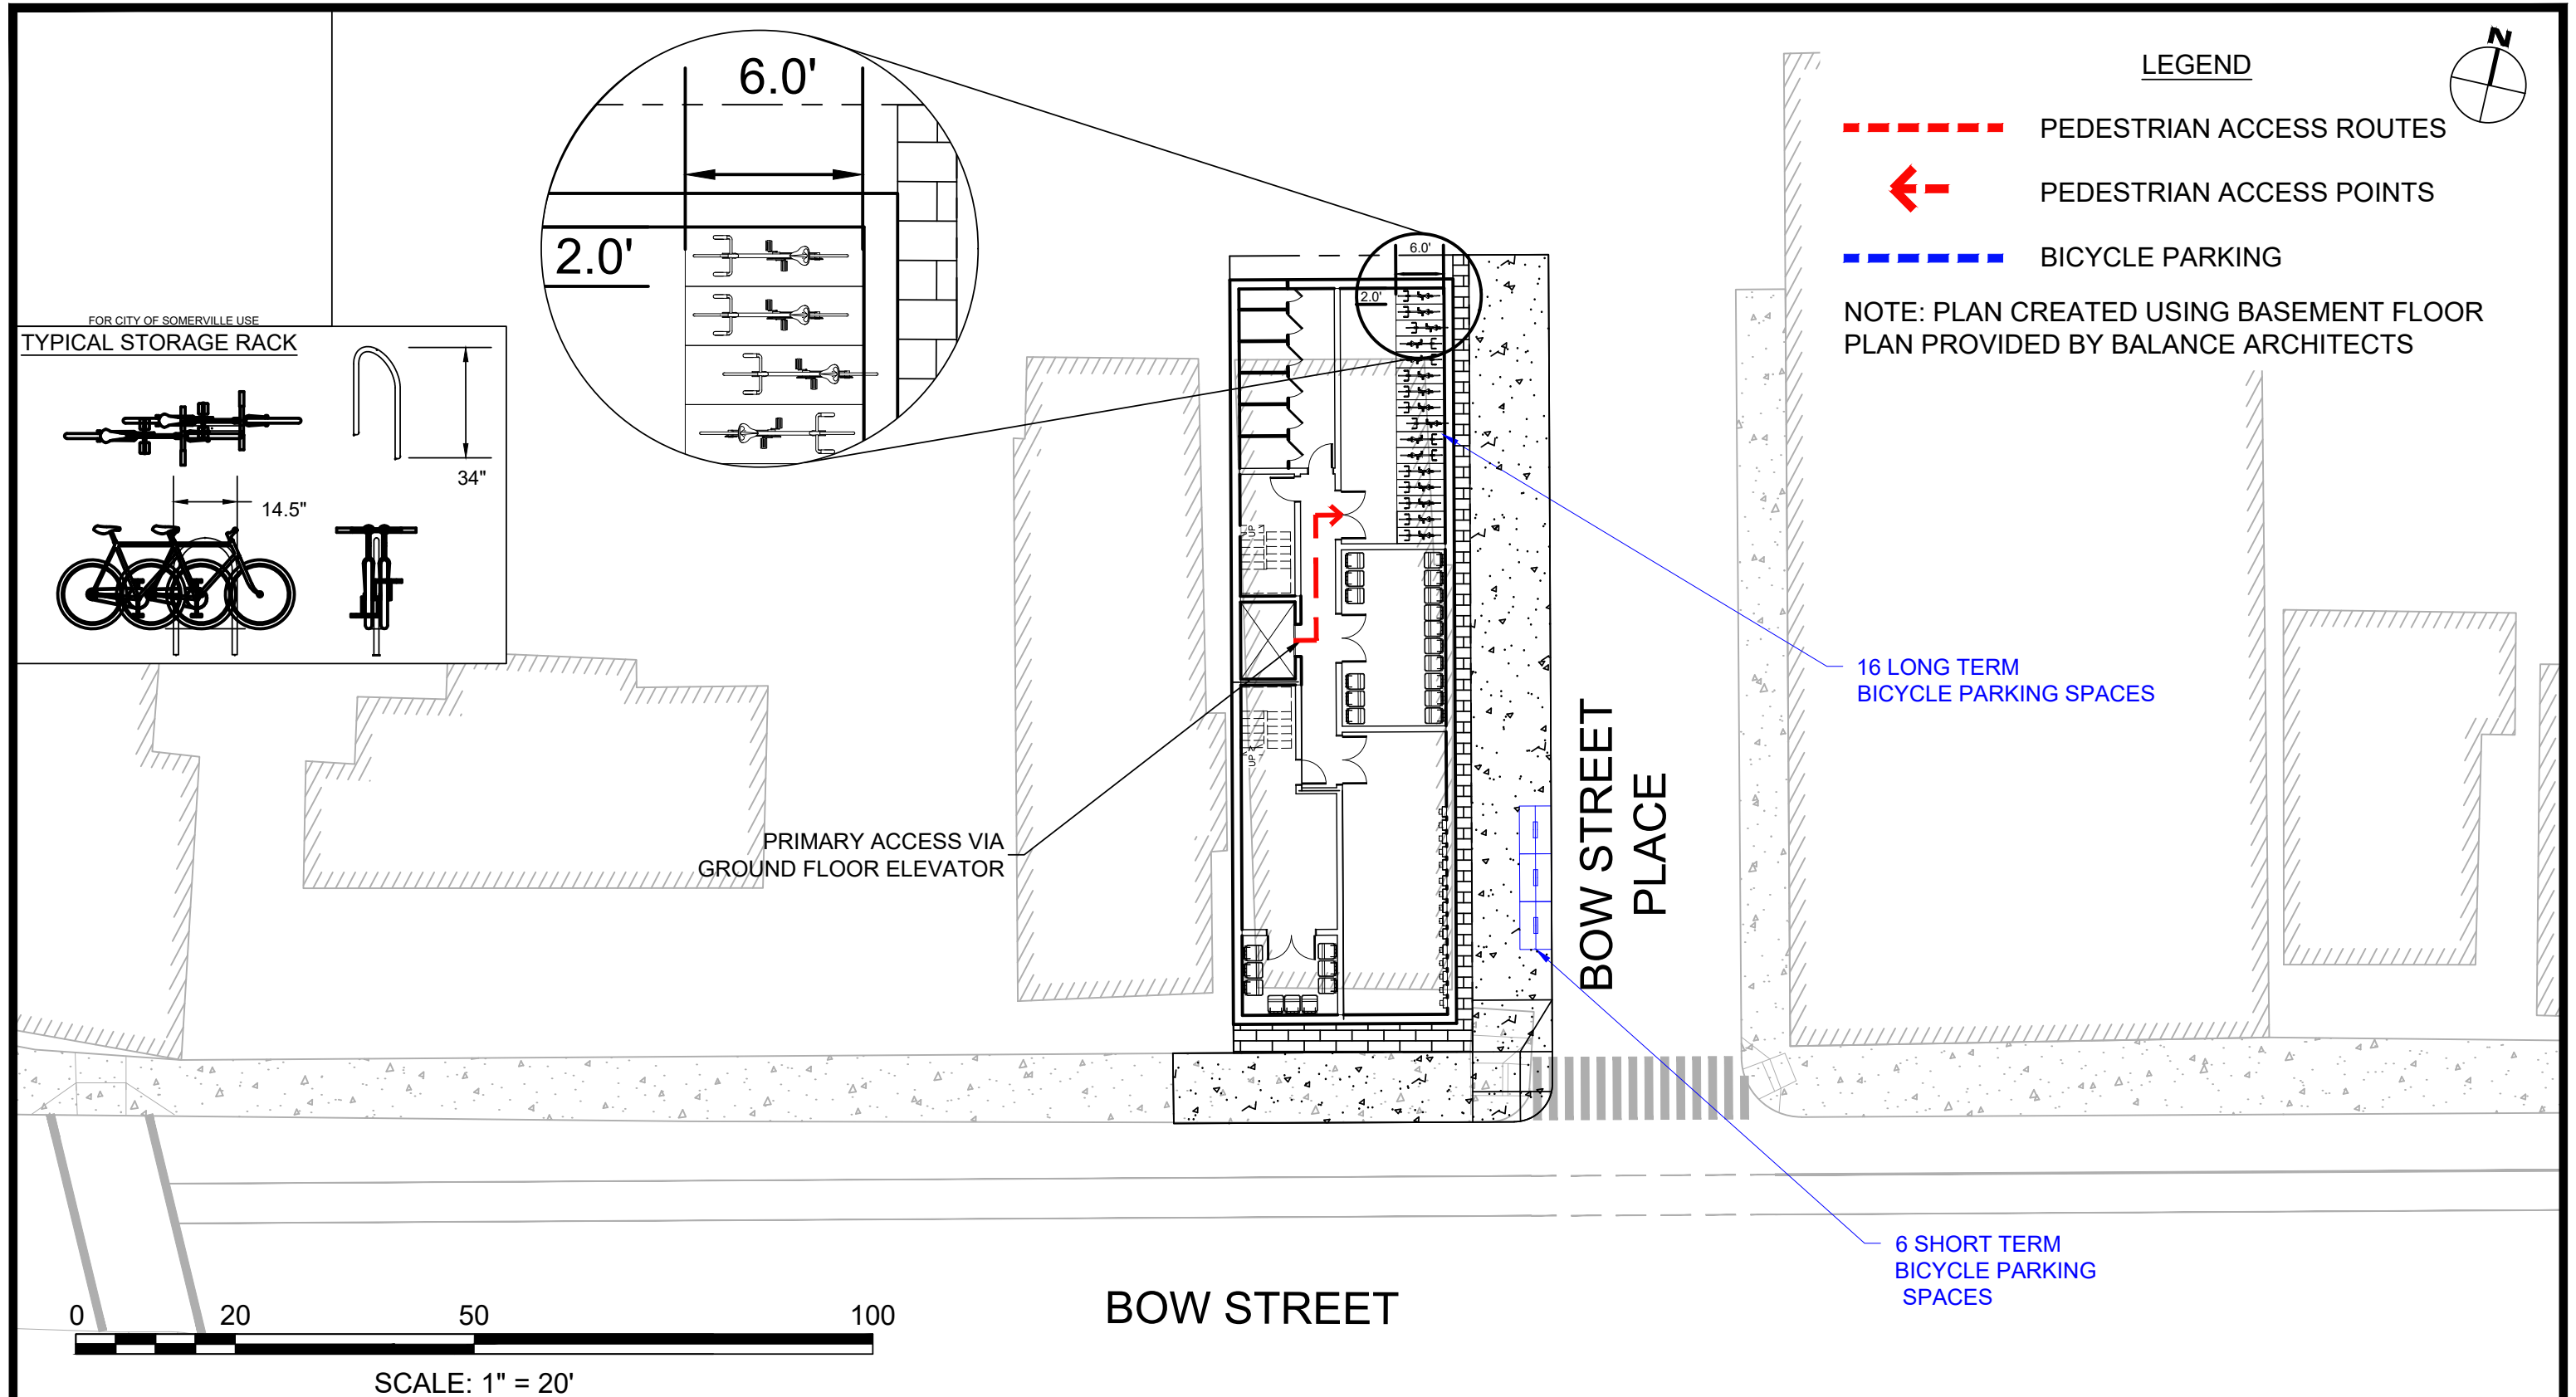 6.0'
2.0'
FOR CITY OF SOMERVILLE USE
TYPICAL STORAGE RACK
34"
14.5"
6.0'
2.0'
UP
UP
N
LEGEND
PEDESTRIAN ACCESS ROUTES
PEDESTRIAN ACCESS POINTS
BICYCLE PARKING
NOTE: PLAN CREATED USING BASEMENT FLOOR
PLAN PROVIDED BY BALANCE ARCHITECTS
16 LONG TERM
BICYCLE PARKING SPACES
PRIMARY ACCESS VIA
GROUND FLOOR ELEVATOR
BOW STREET
PLACE
6 SHORT TERM
BICYCLE PARKING
SPACES
BOW STREET
0 20 50 100
SCALE: 1" = 20'